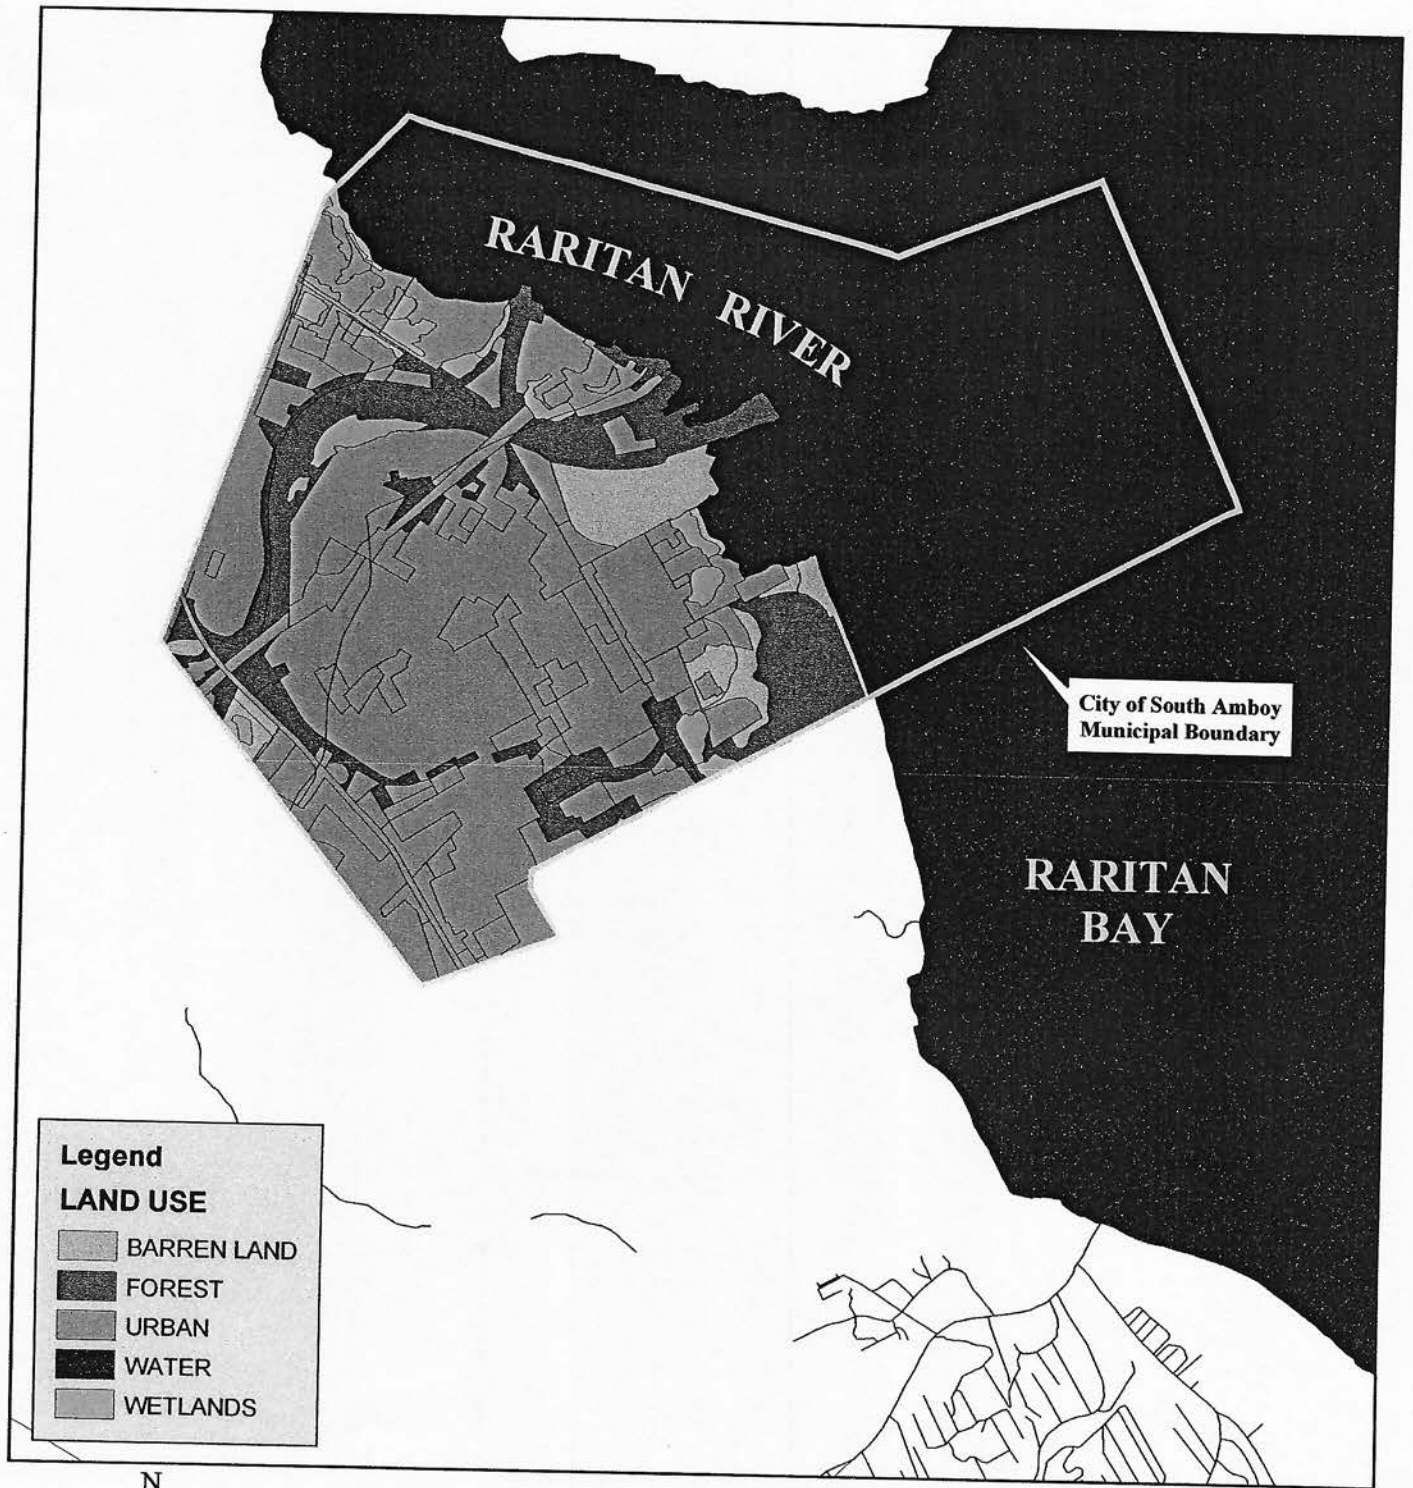 RARITAN RIVER
City of South Amboy
Municipal Boundary
RARITAN
BAY
Legend
LAND USE
BARREN LAND
FOREST
URBAN
WATER
WETLANDS
N